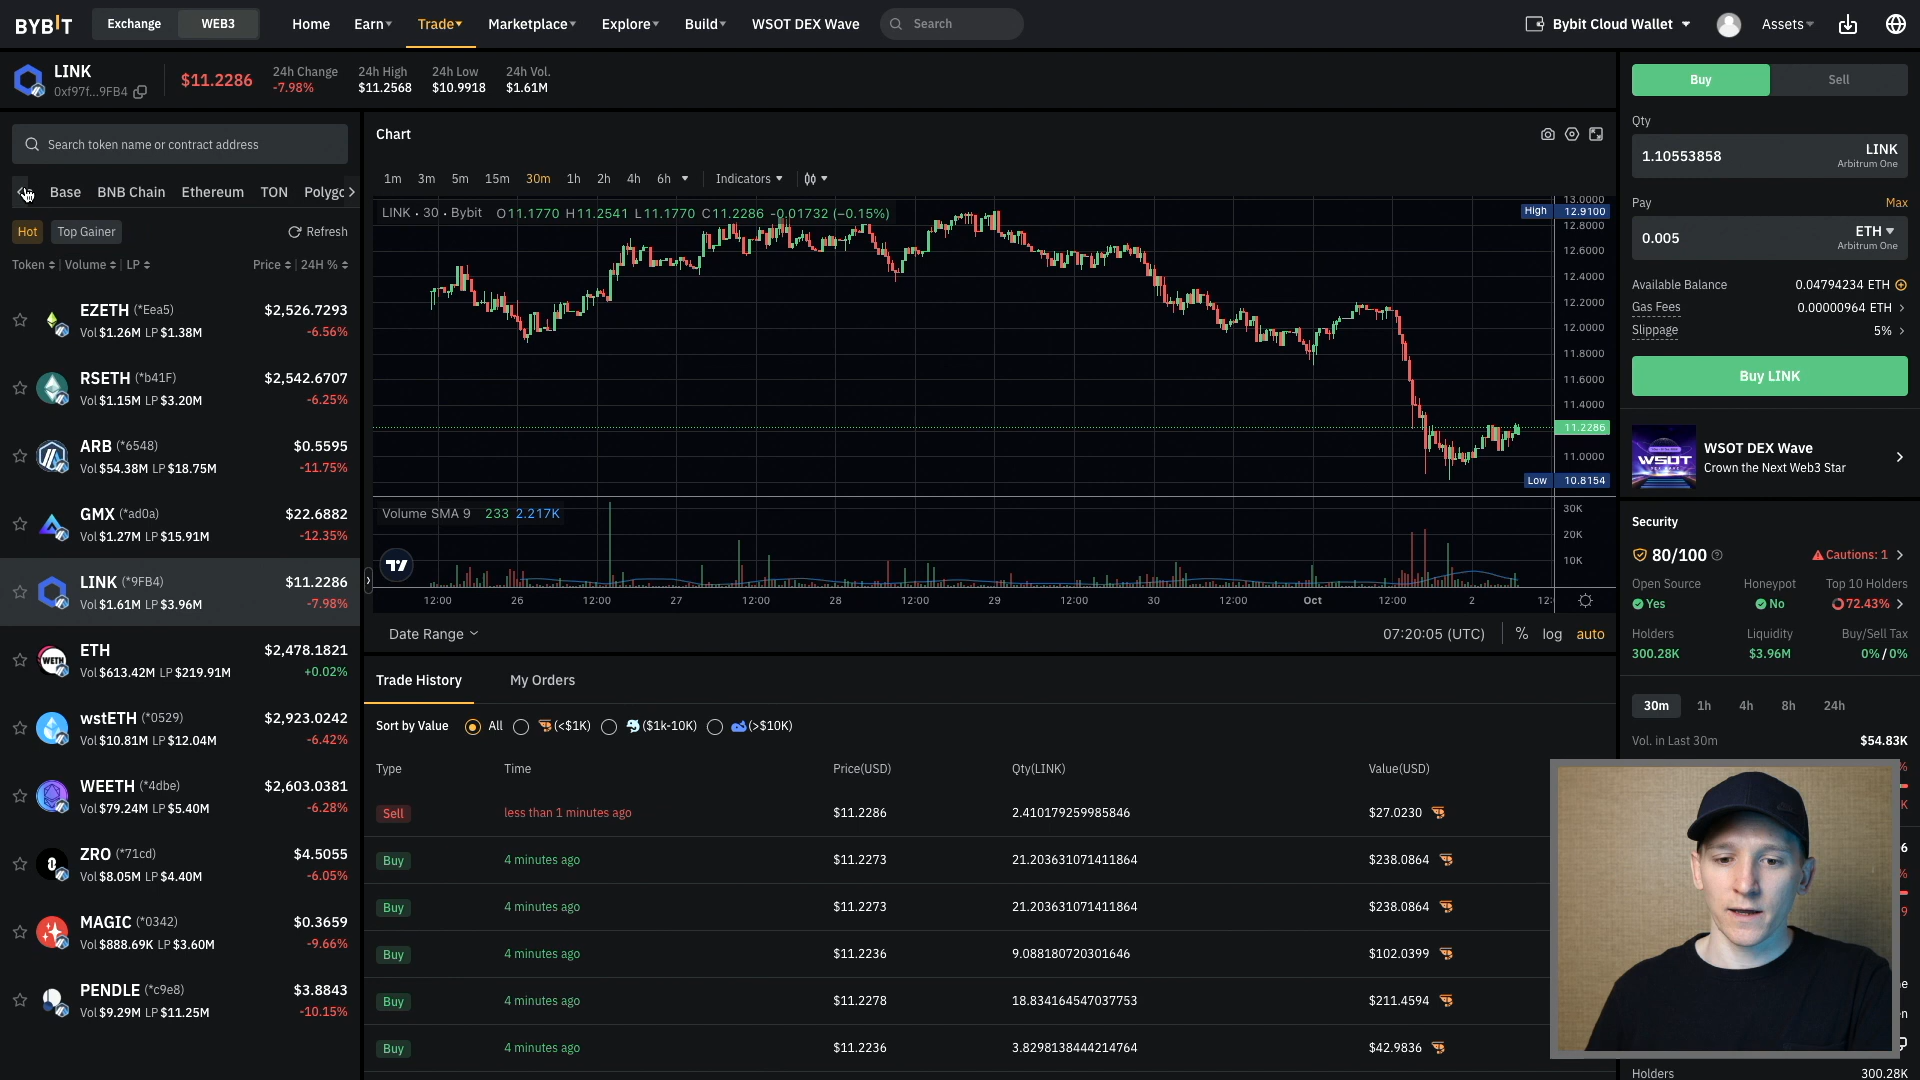 BYBIT Exchange WEB3 Home Earn Trade Marketplace Explore Build WSOT DEX Wave Search Bybit Cloud Wallet Assets
LINK
0xf97f...9FB4
$11.2286
24h Change
-7.98%
24h High
$11.2568
24h Low
$10.9918
24h Vol.
$1.61M
Search token name or contract address
Base BNB Chain Ethereum TON Polygo
Hot Top Gainer Refresh
Token Volume LP Price 24H %
EZETH (*Eea5) $2,526.7293
Vol $1.26M LP $1.38M -6.56%
RSETH (*b41F) $2,542.6707
Vol $1.15M LP $3.20M -6.25%
ARB (*6548) $0.5595
Vol $54.38M LP $18.75M -11.75%
GMX (*ad0a) $22.6882
Vol $1.27M LP $15.91M -12.35%
LINK (*9FB4) $11.2286
Vol $1.61M LP $3.96M -7.98%
WETH
ETH $2,478.1821
Vol $613.42M LP $219.91M +0.02%
wstETH (*0529) $2,923.0242
Vol $10.81M LP $12.04M -6.42%
WEETH (*4dbe) $2,603.0381
Vol $79.24M LP $5.40M -6.28%
ZRO (*71cd) $4.5055
Vol $8.05M LP $4.40M -6.05%
MAGIC (*0342) $0.3659
Vol $888.69K LP $3.60M -9.66%
PENDLE (*c9e8) $3.8843
Vol $9.29M LP $11.25M -10.15%
Chart
1m 3m 5m 15m 30m 1h 2h 4h 6h Indicators
LINK · 30 · Bybit O11.1770 H11.2541 L11.1770 C11.2286 -0.01732 (−0.15%)
13.0000
High 12.9100
12.8000
12.6000
12.4000
12.2000
12.0000
11.8000
11.6000
11.4000
11.2286
11.0000
Low 10.8154
Volume SMA 9 233 2.217K
30K
20K
10K
12:00 26 12:00 27 12:00 28 12:00 29 12:00 30 12:00 Oct 12:00 2 12:
Date Range 07:20:05 (UTC) % log auto
Trade History My Orders
Sort by Value All (<$1K) ($1k-10K) (>$10K)
Type Time Price(USD) Qty(LINK) Value(USD)
Sell less than 1 minutes ago $11.2286 2.410179259985846 $27.0230
Buy 4 minutes ago $11.2273 21.203631071411864 $238.0864
Buy 4 minutes ago $11.2273 21.203631071411864 $238.0864
Buy 4 minutes ago $11.2236 9.088180720301646 $102.0399
Buy 4 minutes ago $11.2278 18.834164547037753 $211.4594
Buy 4 minutes ago $11.2236 3.8298138444214764 $42.9836
Buy Sell
Qty
1.10553858 LINK
Arbitrum One
Pay Max
0.005 ETH
Arbitrum One
Available Balance 0.04794234 ETH
Gas Fees 0.00000964 ETH
Slippage 5%
Buy LINK
WSOT
WSOT DEX Wave
Crown the Next Web3 Star
Security
80/100 Cautions: 1
Open Source Honeypot Top 10 Holders
Yes No 72.43%
Holders Liquidity Buy/Sell Tax
300.28K $3.96M 0% / 0%
30m 1h 4h 8h 24h
Vol. in Last 30m $54.83K
%
K
6
%
9
Holders 300.28K